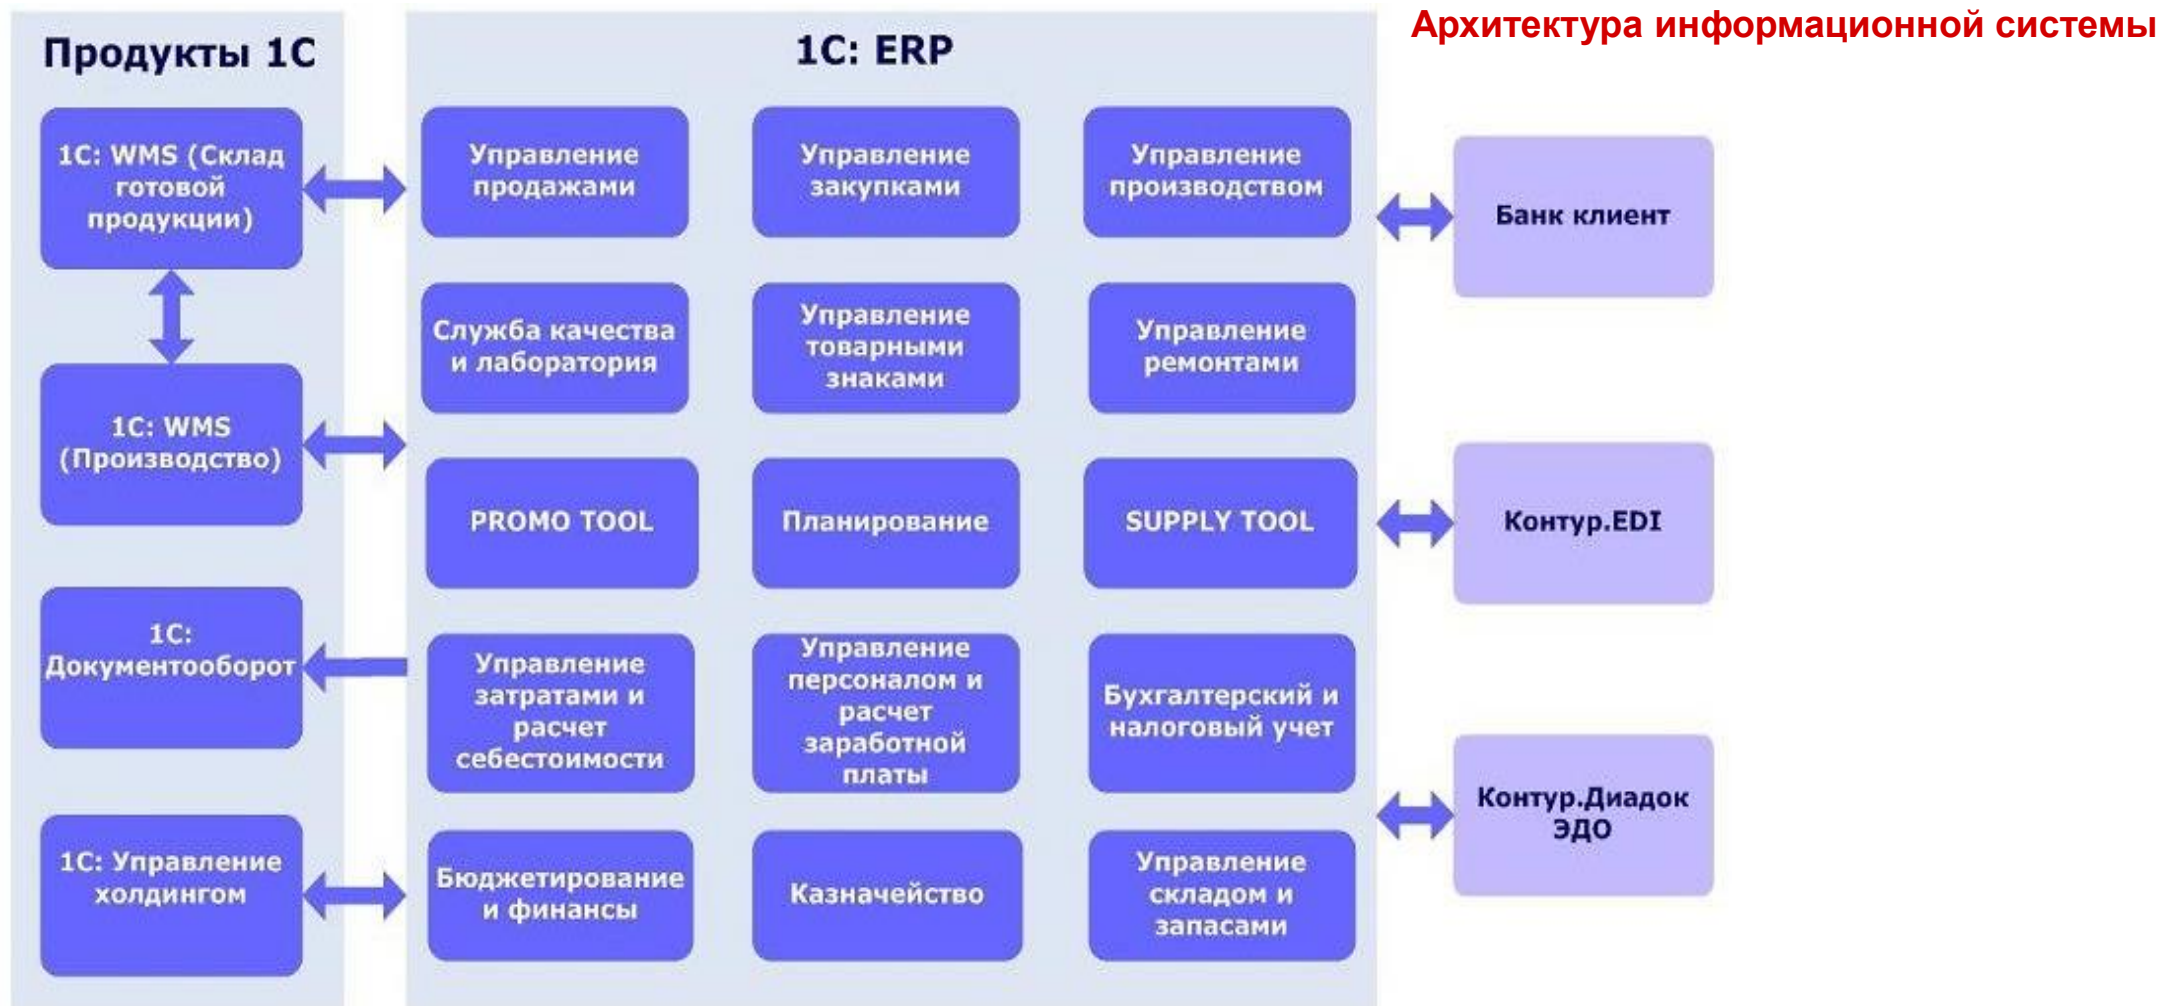 Архитектура информационной системы
Продукты 1С
1С: WMS (Склад
готовой
продукции)
1С: WMS
(Производство)
1С:
Документооборот
1С: Управление
холдингом
1С: ERP
Управление
продажами
Управление
закупками
Управление
производством
Служба качества
и лаборатория
Управление
товарными
знаками
Управление
ремонтами
PROMO TOOL
Планирование
SUPPLY TOOL
Управление
затратами и
расчет
себестоимости
Управление
персоналом и
расчет
заработной
платы
Бухгалтерский и
налоговый учет
Бюджетирование
и финансы
Казначейство
Управление
складом и
запасами
Банк клиент
Контур.EDI
Контур.Диадок
ЭДО